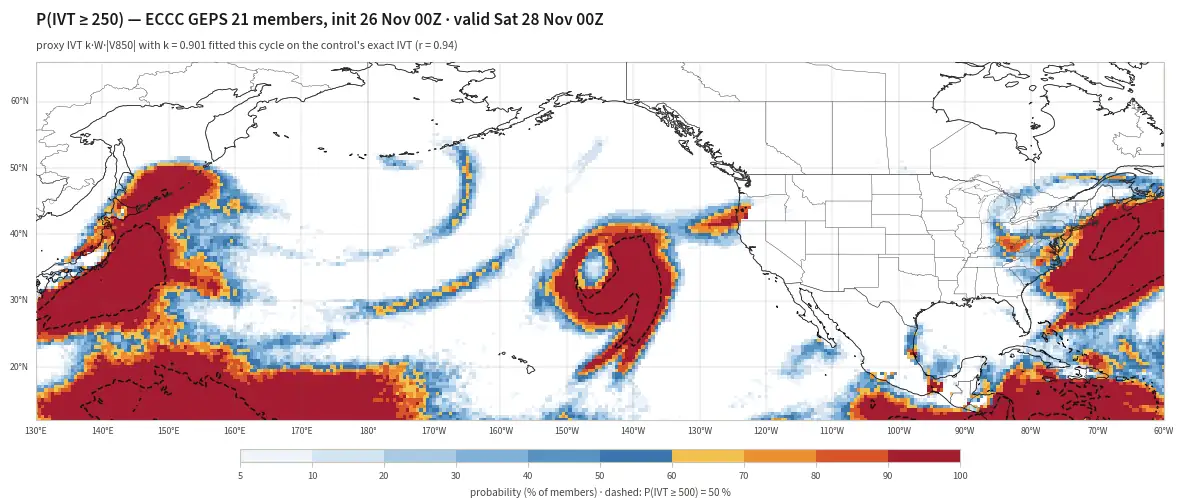 P(IVT ≥ 250) — ECCC GEPS 21 members, init 26 Nov 00Z · valid Sat 28 Nov 00Z
proxy IVT k·W·|V850| with k = 0.901 fitted this cycle on the control's exact IVT (r = 0.94)
60°N
50°N
40°N
30°N
20°N
130°E 140°E 150°E 160°E 170°E 180° 170°W 160°W 150°W 140°W 130°W 120°W 110°W 100°W 90°W 80°W 70°W 60°W
5 10 20 30 40 50 60 70 80 90 100
probability (% of members) · dashed: P(IVT ≥ 500) = 50 %